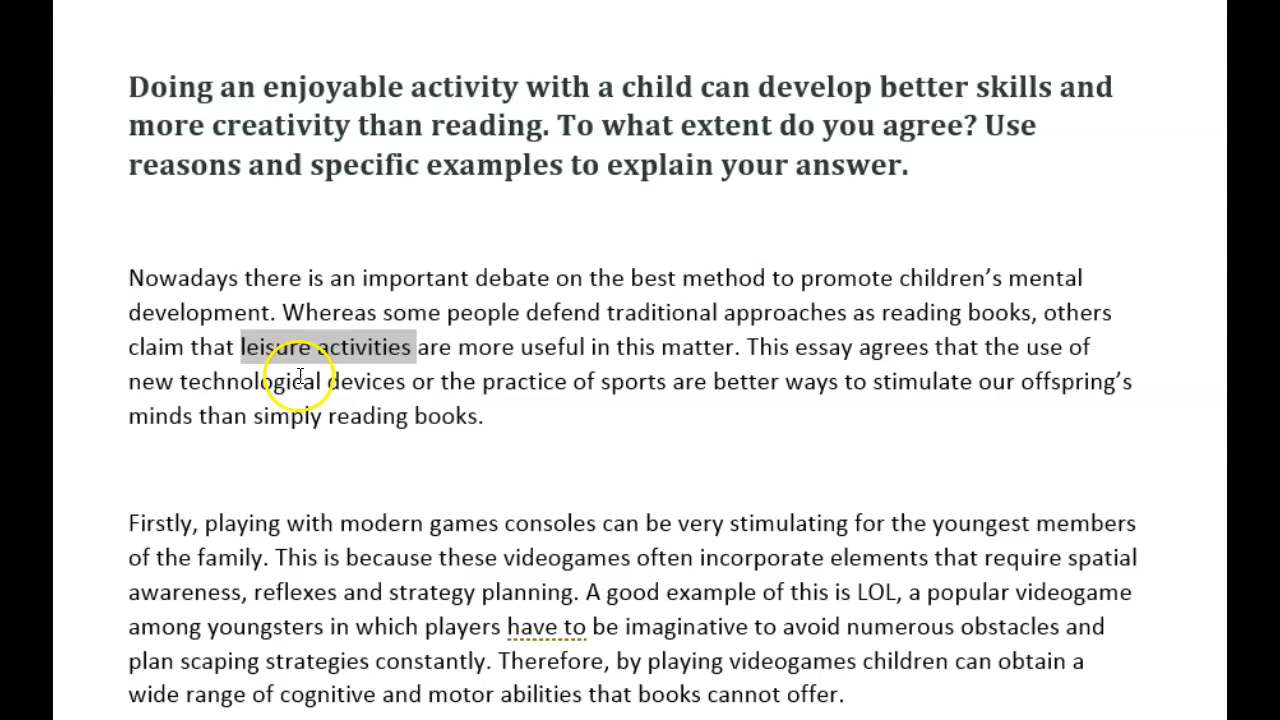 Doing an enjoyable activity with a child can develop better skills and
more creativity than reading. To what extent do you agree? Use
reasons and specific examples to explain your answer.
Nowadays there is an important debate on the best method to promote children’s mental
development. Whereas some people defend traditional approaches as reading books, others
claim that leisure activities are more useful in this matter. This essay agrees that the use of
new technological devices or the practice of sports are better ways to stimulate our offspring’s
minds than simply reading books.
Firstly, playing with modern games consoles can be very stimulating for the youngest members
of the family. This is because these videogames often incorporate elements that require spatial
awareness, reflexes and strategy planning. A good example of this is LOL, a popular videogame
among youngsters in which players have to be imaginative to avoid numerous obstacles and
plan scaping strategies constantly. Therefore, by playing videogames children can obtain a
wide range of cognitive and motor abilities that books cannot offer.